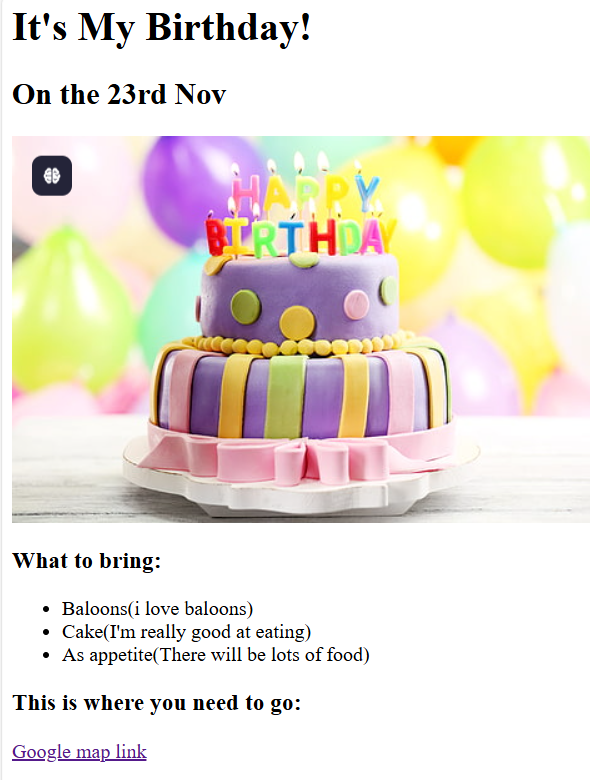 It's My Birthday!
On the 23rd Nov
HAPPY
BIRTHDAY
What to bring:
Baloons(i love baloons)
Cake(I'm really good at eating)
As appetite(There will be lots of food)
This is where you need to go:
Google map link